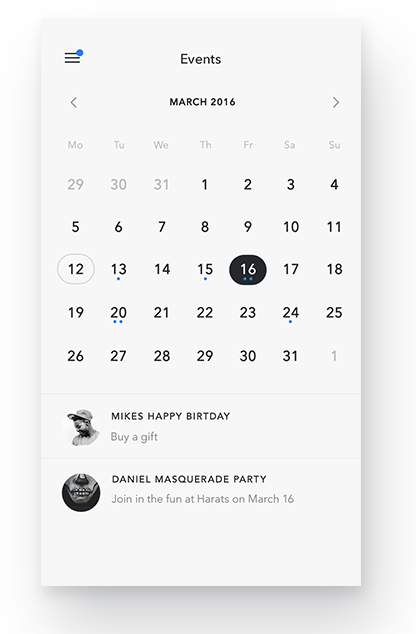 Events
MARCH 2016
Mo Tu We Th Fr Sa Su
29 30 31 1 2 3 4
5 6 7 8 9 10 11
12 13 14 15 16 17 18
19 20 21 22 23 24 25
26 27 28 29 30 31 1
MIKES HAPPY BIRTDAY
Buy a gift
DANIEL MASQUERADE PARTY
Join in the fun at Harats on March 16